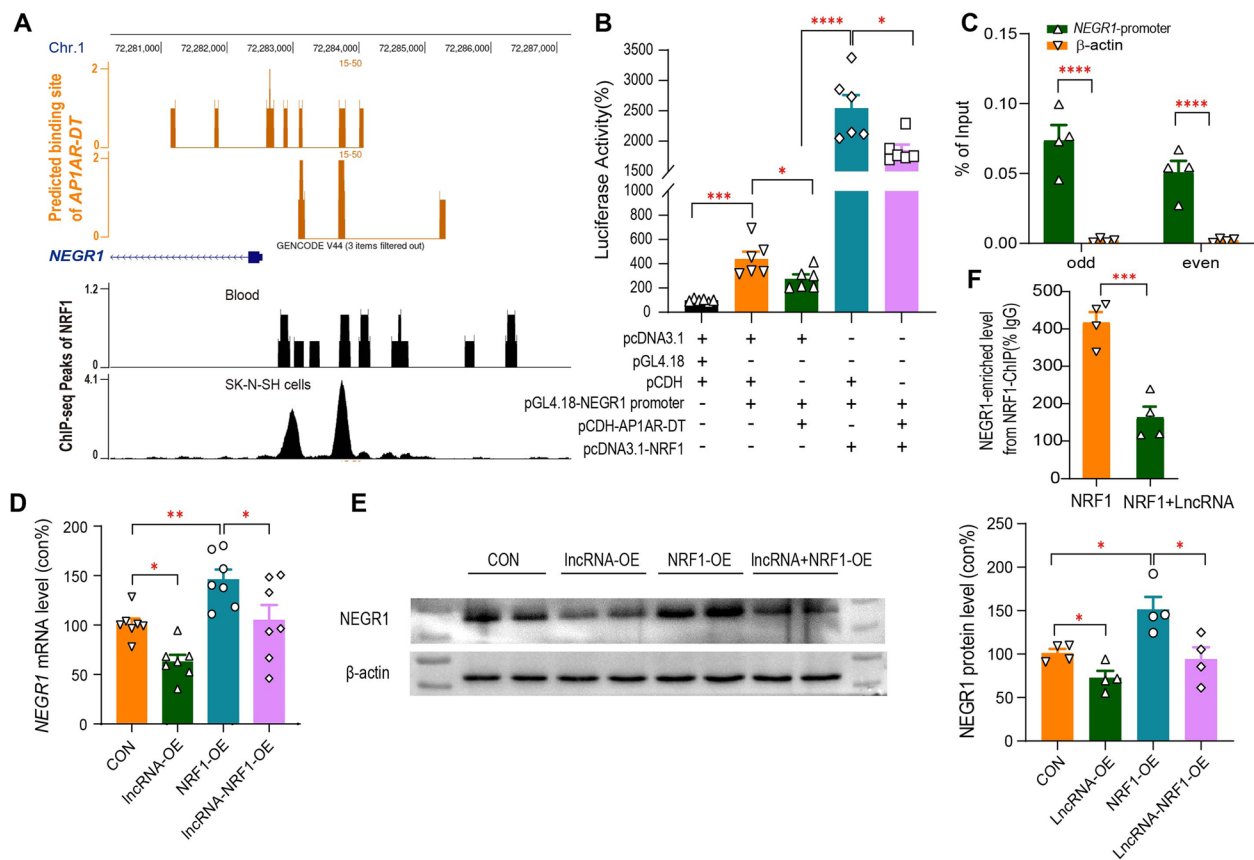 A
Chr.1
72,281,000 72,282,000 72,283,000 72,284,000 72,285,000 72,286,000 72,287,000
15-50
2
0
Predicted binding site
of AP1AR-DT
15-50
2
0
GENCODE V44 (3 items filtered out)
NEGR1
ChIP-seq Peaks of NRF1
1.2
Blood
0
4.1
SK-N-SH cells
0
B
Luciferase Activity(%)
3500
3000
2500
2000
1500
1000
800
600
400
200
0
*** * **** *
pcDNA3.1 + + + - -
pGL4.18 + - - - -
pCDH + + - + -
pGL4.18-NEGR1 promoter - + + + +
pCDH-AP1AR-DT - - + - +
pcDNA3.1-NRF1 - - - + +
C
NEGR1-promoter
β-actin
% of Input
0.15
0.10
0.05
0.00
**** ****
odd even
F
NEGR1-enriched level
from NRF1-ChIP(% IgG)
500
400
300
200
100
0
***
NRF1 NRF1+LncRNA
D
NEGR1 mRNA level (con%)
200
150
100
50
0
** * *
CON
lncRNA-OE
NRF1-OE
lncRNA-NRF1-OE
E
CON lncRNA-OE NRF1-OE lncRNA+NRF1-OE
NEGR1
β-actin
NEGR1 protein level (con%)
250
200
150
100
50
0
* * *
CON
LncRNA-OE
NRF1-OE
LncRNA-NRF1-OE